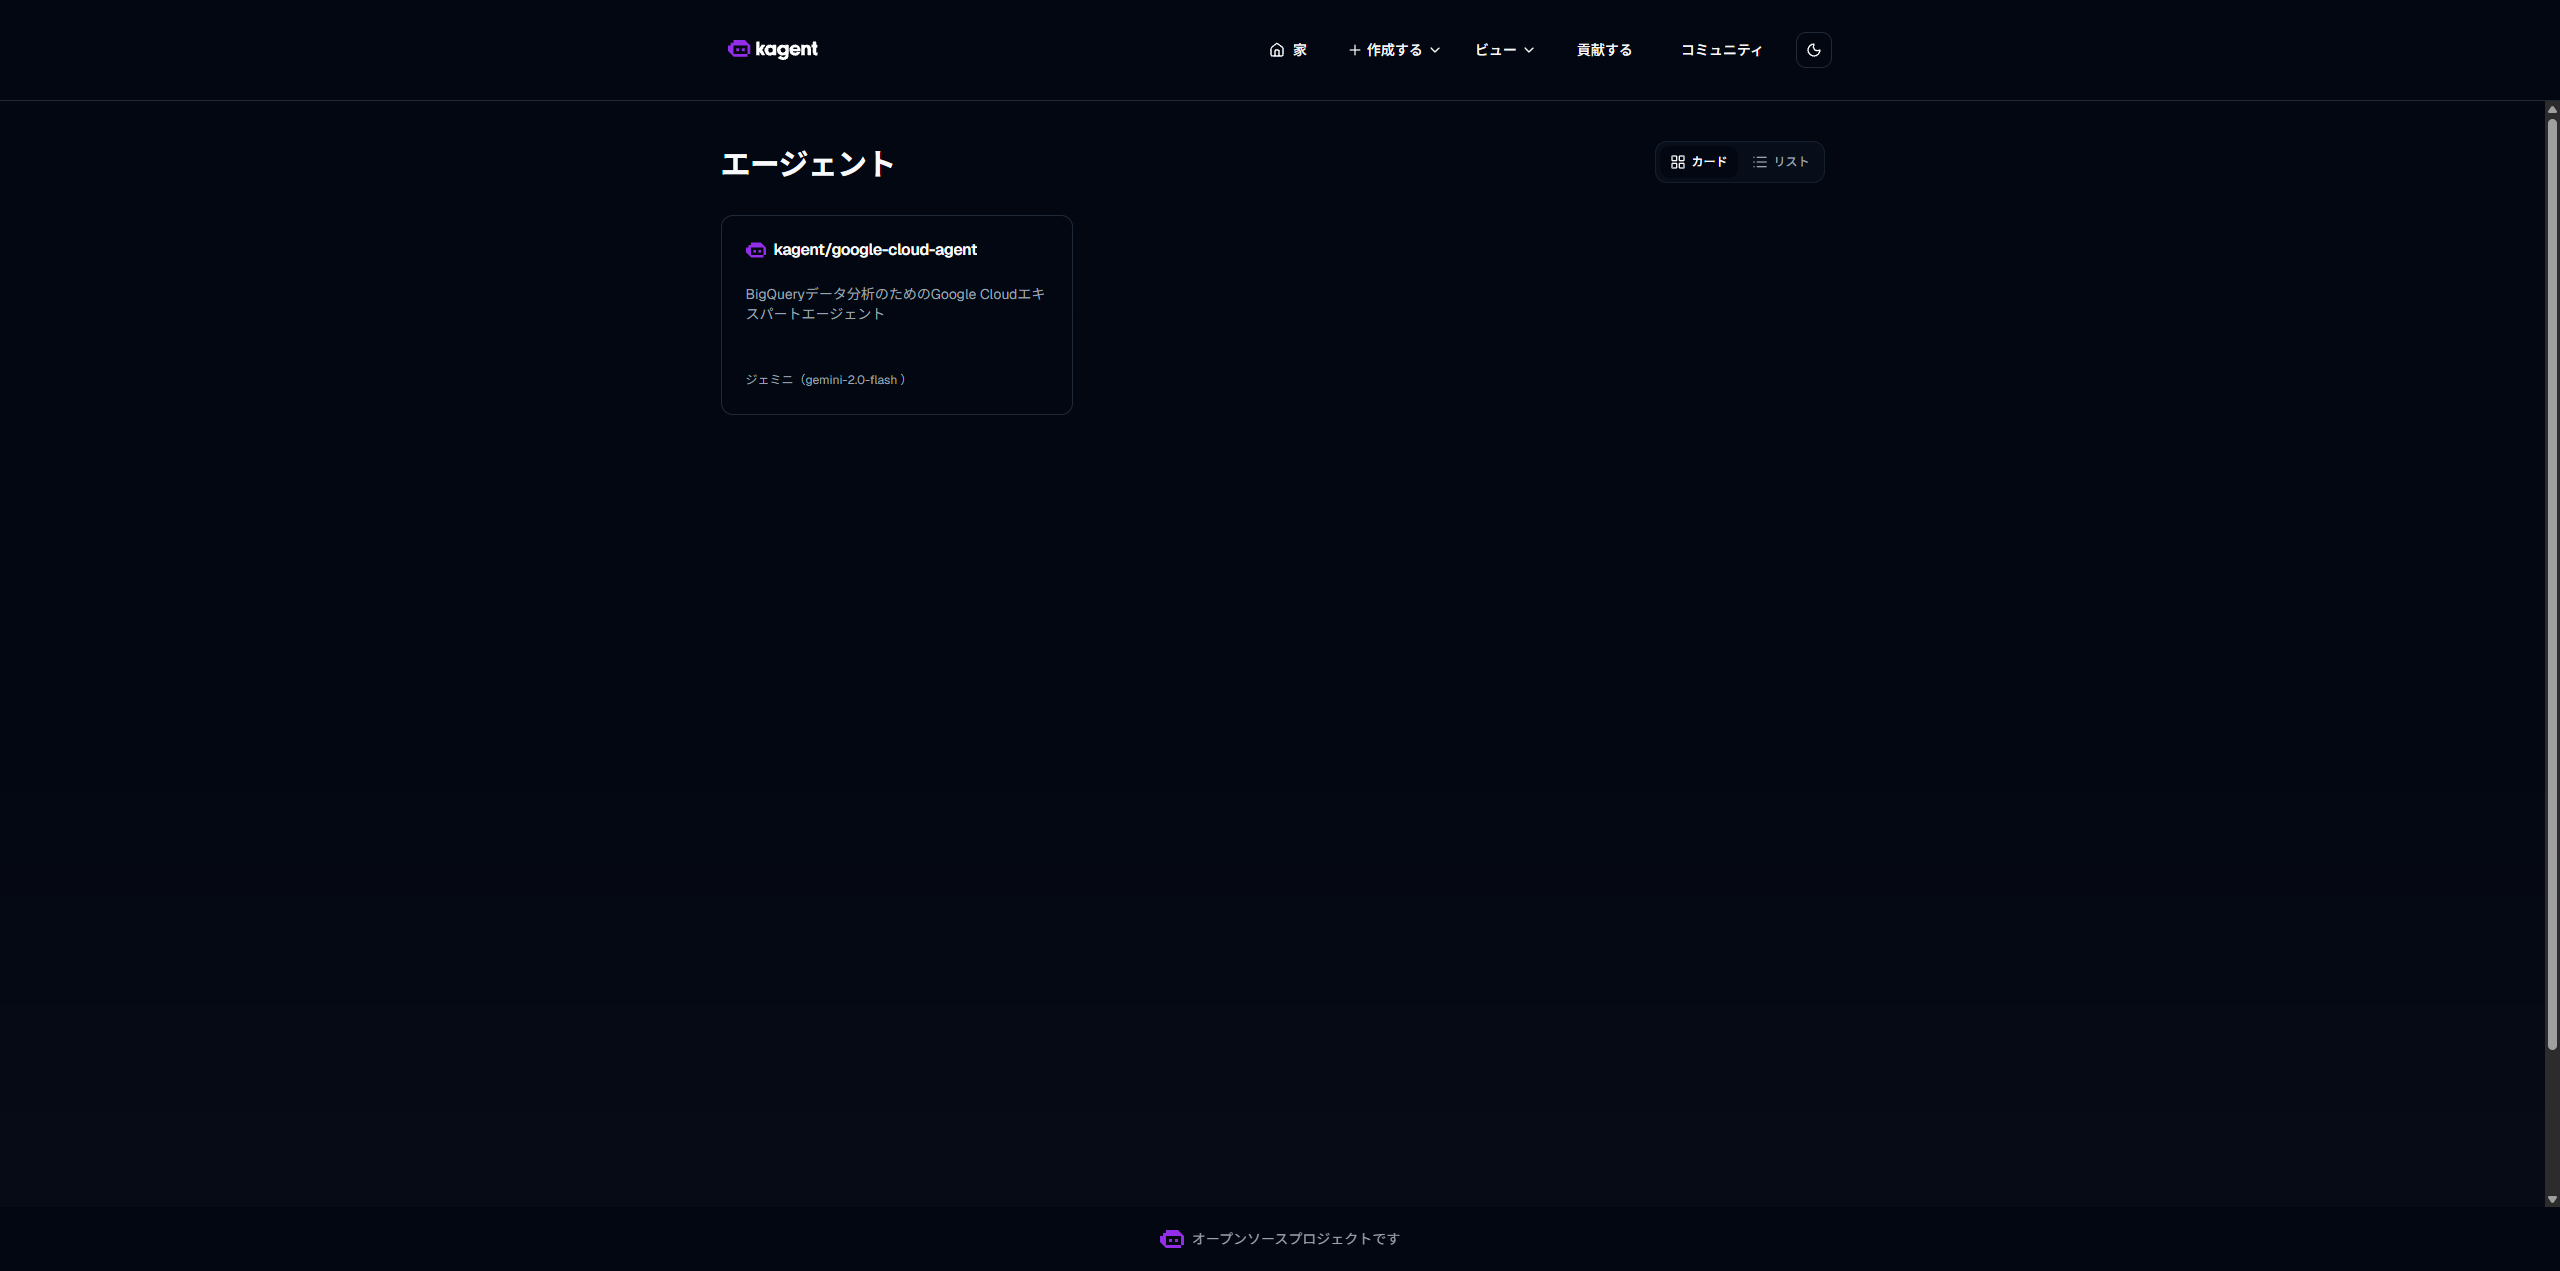 kagent
家
作成する
ビュー
貢献する
コミュニティ
エージェント
カード
リスト
kagent/google-cloud-agent
BigQueryデータ分析のためのGoogle Cloudエキ
スパートエージェント
ジェミニ（gemini-2.0-flash ）
オープンソースプロジェクトです